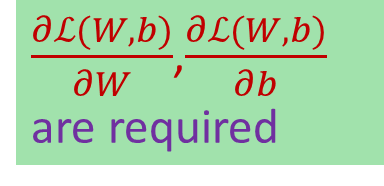 ∂ℒ(W,b)/∂W, ∂ℒ(W,b)/∂b
are required